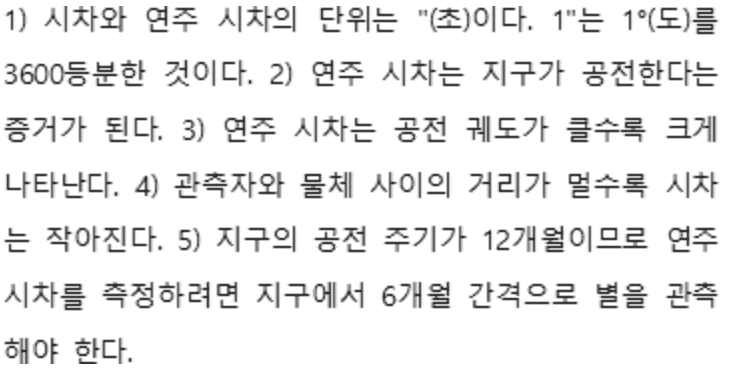 1) 시차와 연주 시차의 단위는 "(초)이다. 1"는 1°(도)를
3600등분한 것이다. 2) 연주 시차는 지구가 공전한다는
증거가 된다. 3) 연주 시차는 공전 궤도가 클수록 크게
나타난다. 4) 관측자와 물체 사이의 거리가 멀수록 시차
는 작아진다. 5) 지구의 공전 주기가 12개월이므로 연주
시차를 측정하려면 지구에서 6개월 간격으로 별을 관측
해야 한다.